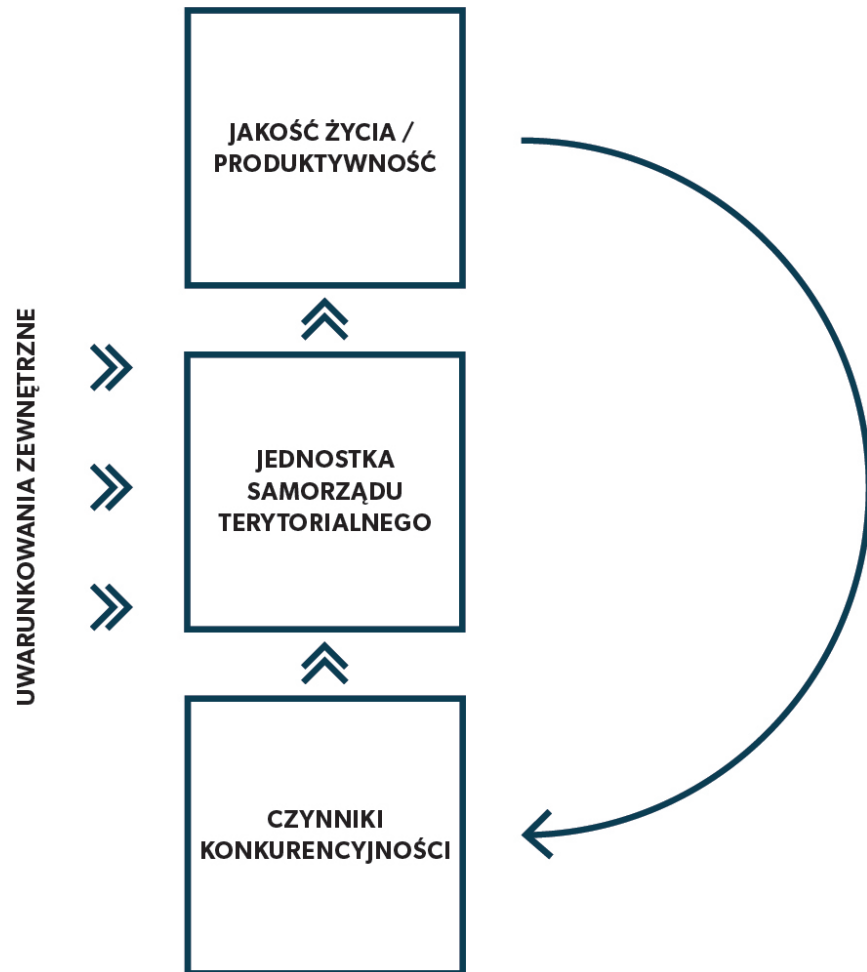 JAKOŚĆ ŻYCIA /
PRODUKTYWNOŚĆ
UWARUNKOWANIA ZEWNĘTRZNE
JEDNOSTKA
SAMORZĄDU
TERYTORIALNEGO
CZYNNIKI
KONKURENCYJNOŚCI